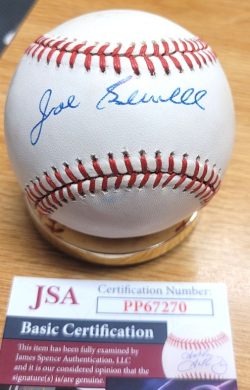 Joe Sewell
JSA
Certification Number:
PP67270
Basic Certification
This item has been fully examined by
James Spence Authentication, LLC
and it is our considered opinion that the
signature(s) is/are genuine